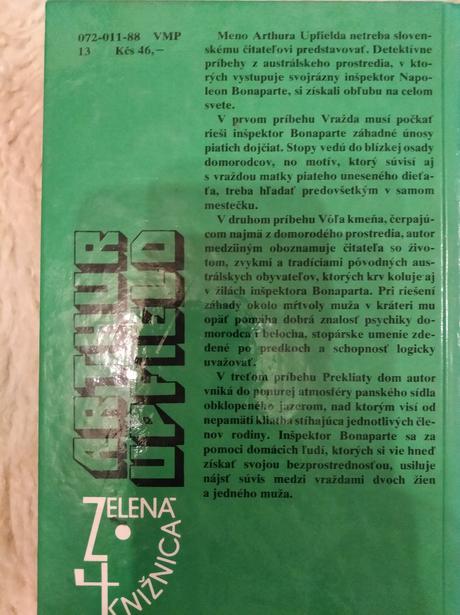 072-011-88 VMP
13 Kčs 46,–
Meno Arthura Upfielda netreba sloven-
skému čitateľovi predstavovať. Detektívne
príbehy z austrálskeho prostredia, v kto-
rých vystupuje svojrázny inšpektor Napo-
leon Bonaparte, si získali obľubu na celom
svete.
V prvom príbehu Vražda musí počkať
rieši inšpektor Bonaparte záhadné únosy
piatich dojčiat. Stopy vedú do blízkej osady
domorodcov, no motív, ktorý súvisí aj
s vraždou matky piateho uneseného dieťa-
ťa, treba hľadať predovšetkým v samom
mestečku.
V druhom príbehu Vôľa kmeňa, čerpajú-
com najmä z domorodého prostredia, autor
medziiným oboznamuje čitateľa so živo-
tom, zvykmi a tradíciami pôvodných aus-
trálskych obyvateľov, ktorých krv koluje aj
v žilách inšpektora Bonaparta. Pri riešení
záhady okolo mŕtvoly muža v kráteri mu
opäť pomáha dobrá znalosť psychiky do-
morodca i belocha, stopárske umenie zde-
dené po predkoch a schopnosť logicky
uvažovať.
V treťom príbehu Prekliaty dom autor
vniká do ponurej atmosféry panského sídla
obklopeného jazerom, nad ktorým visí od
nepamäti kliatba stíhajúca jednotlivých čle-
nov rodiny. Inšpektor Bonaparte sa za
pomoci domácich ľudí, ktorých si vie hneď
získať svojou bezprostrednosťou, usiluje
nájsť súvis medzi vraždami dvoch žien
a jedného muža.
ARTHUR
UPFIELD
ZELENÁ
KNIŽNICA